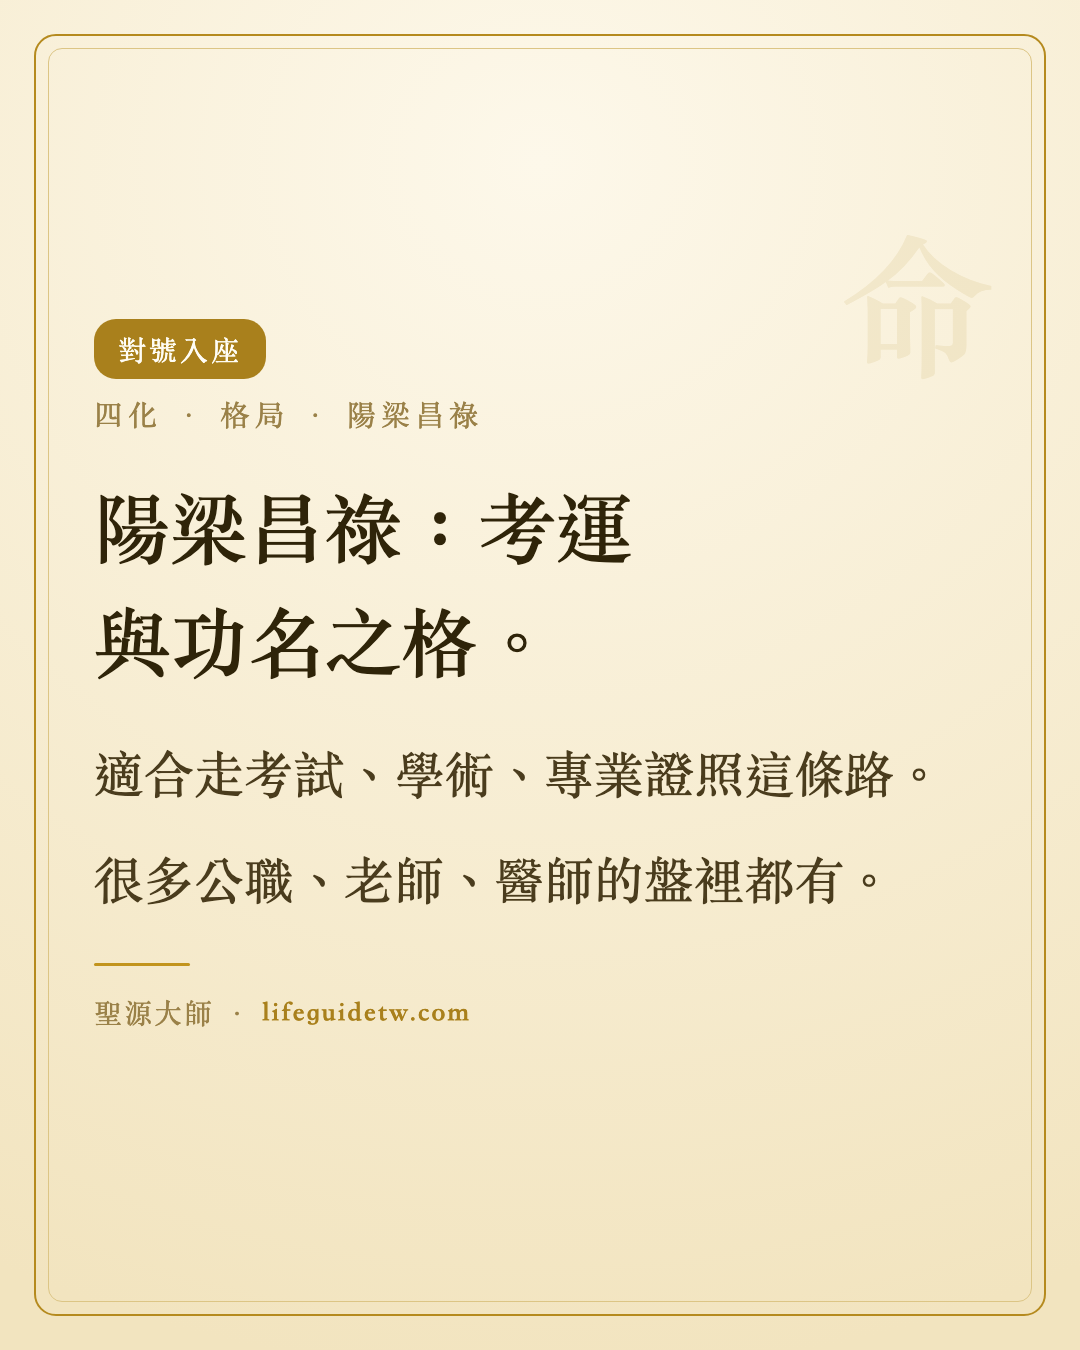 命
對號入座
四化 · 格局 · 陽梁昌祿
陽梁昌祿：考運
與功名之格。
適合走考試、學術、專業證照這條路。
很多公職、老師、醫師的盤裡都有。
聖源大師 · lifeguidetw.com